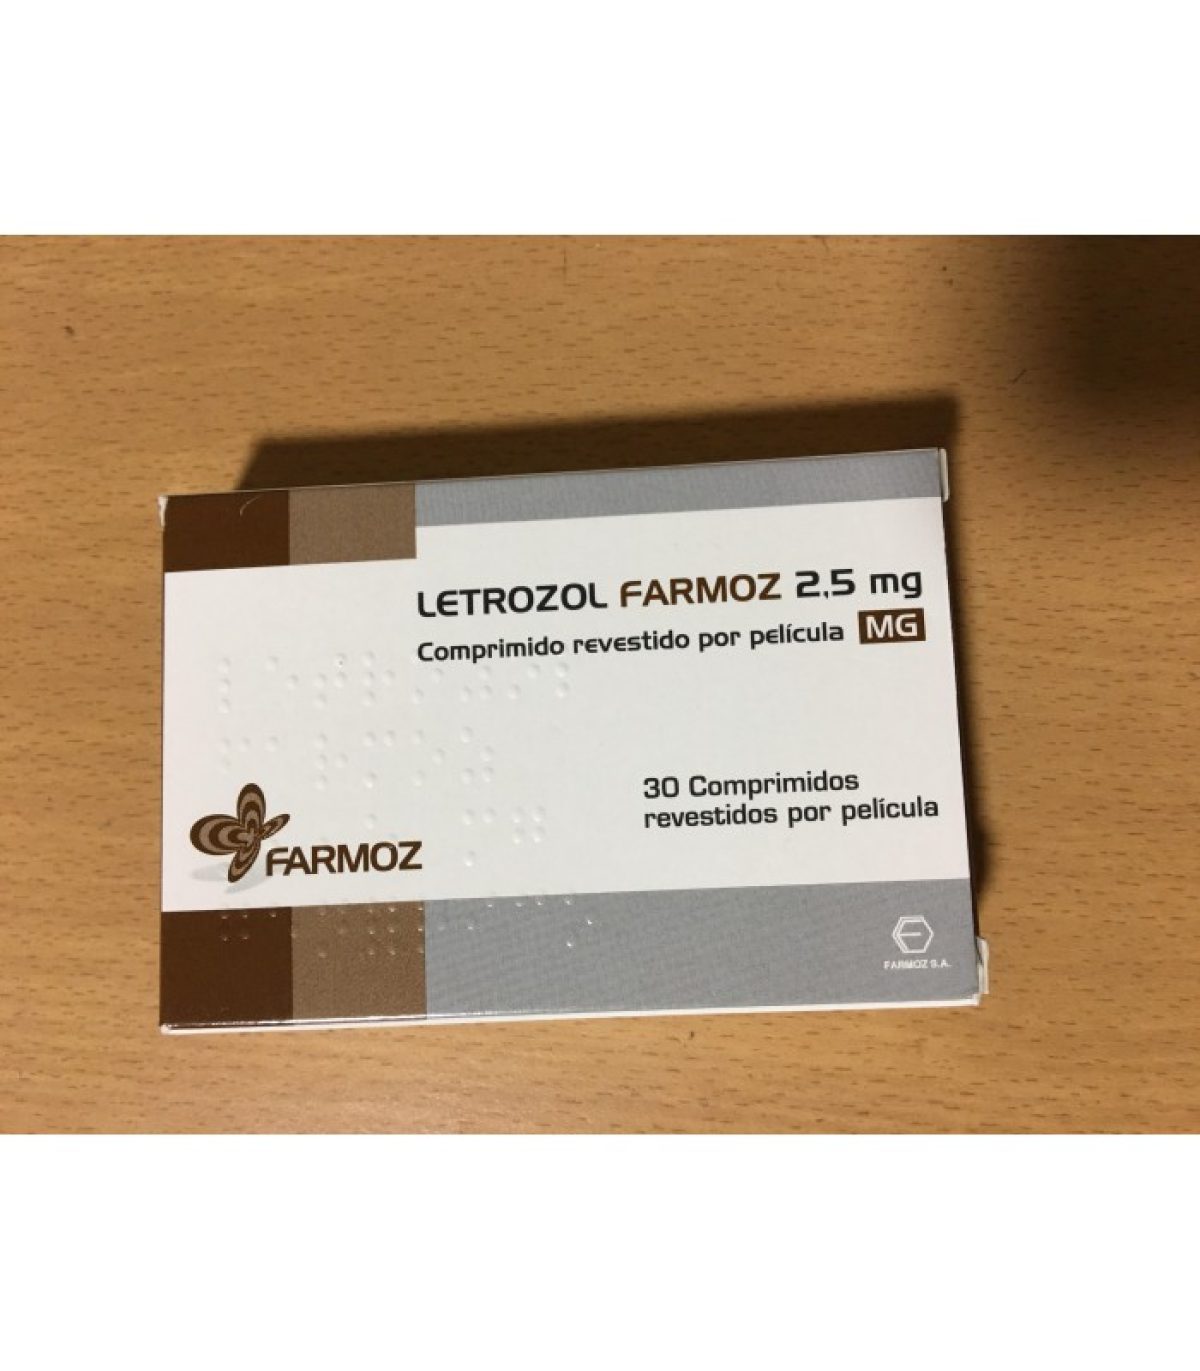 LETROZOL FARMOZ 2,5 mg
Comprimido revestido por película MG
30 Comprimidos
revestidos por película
FARMOZ
FARMOZ S.A.